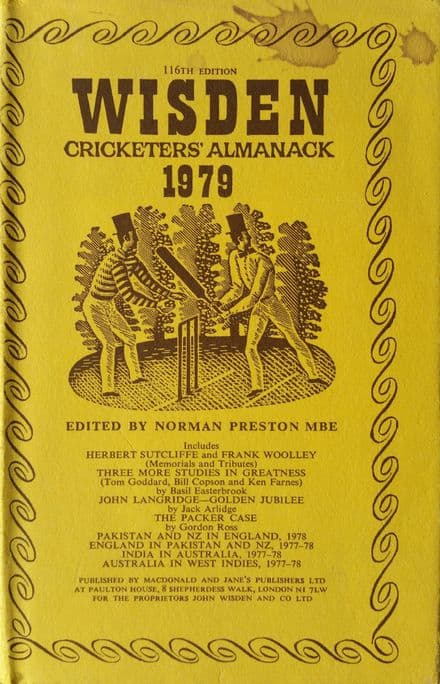 116TH EDITION
WISDEN
CRICKETERS' ALMANACK
1979
EDITED BY NORMAN PRESTON MBE
Includes
HERBERT SUTCLIFFE and FRANK WOOLLEY
(Memorials and Tributes)
THREE MORE STUDIES IN GREATNESS
(Tom Goddard, Bill Copson and Ken Farnes)
by Basil Easterbrook
JOHN LANGRIDGE—GOLDEN JUBILEE
by Jack Arlidge
THE PACKER CASE
by Gordon Ross
PAKISTAN AND NZ IN ENGLAND, 1978
ENGLAND IN PAKISTAN AND NZ, 1977-78
INDIA IN AUSTRALIA, 1977-78
AUSTRALIA IN WEST INDIES, 1977-78
PUBLISHED BY MACDONALD AND JANE'S PUBLISHERS LTD
AT PAULTON HOUSE, 8 SHEPHERDESS WALK, LONDON N1 7LW
FOR THE PROPRIETORS JOHN WISDEN AND CO LTD